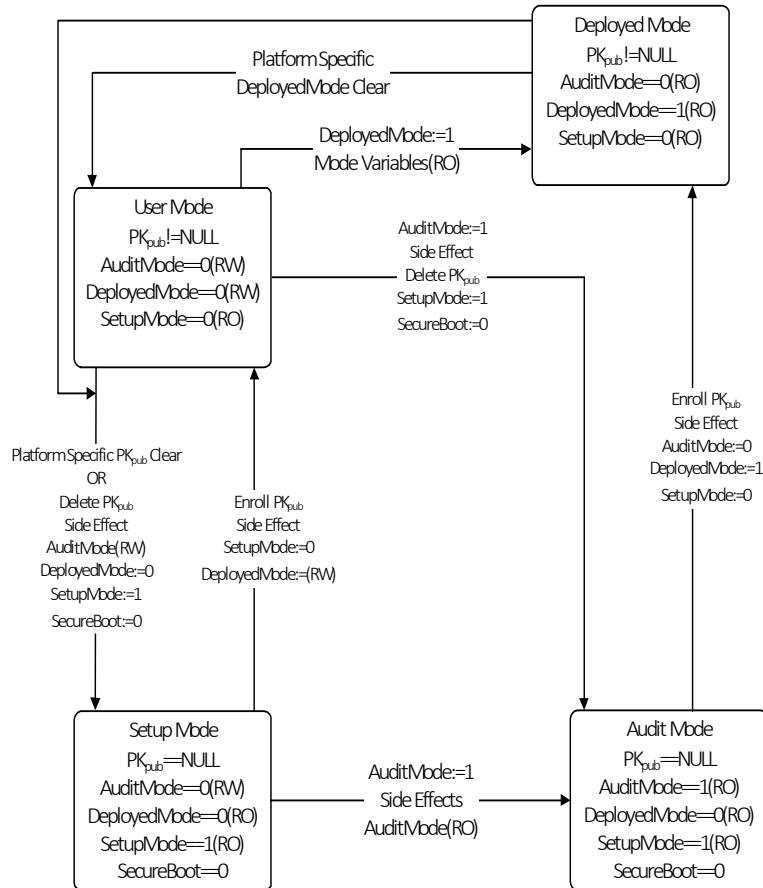 Deployed Mode
PKpub!=NULL
AuditMode==0(RO)
DeployedMode==1(RO)
SetupMode==0(RO)
Platform Specific
DeployedMode Clear
DeployedMode:=1
Mode Variables(RO)
User Mode
PKpub!=NULL
AuditMode==0(RW)
DeployedMode==0(RW)
SetupMode==0(RO)
AuditMode:=1
Side Effect
Delete PKpub
SetupMode:=1
SecureBoot:=0
Enroll PKpub
Side Effect
AuditMode:=0
DeployedMode:=1
SetupMode:=0
Platform Specific PKpub Clear
OR
Delete PKpub
Side Effect
AuditMode(RW)
DeployedMode:=0
SetupMode:=1
SecureBoot:=0
Enroll PKpub
Side Effect
SetupMode:=0
DeployedMode:=(RW)
Setup Mode
PKpub==NULL
AuditMode==0(RW)
DeployedMode==0(RO)
SetupMode==1(RO)
SecureBoot==0
AuditMode:=1
Side Effects
AuditMode(RO)
Audit Mode
PKpub==NULL
AuditMode==1(RO)
DeployedMode==0(RO)
SetupMode==1(RO)
SecureBoot==0